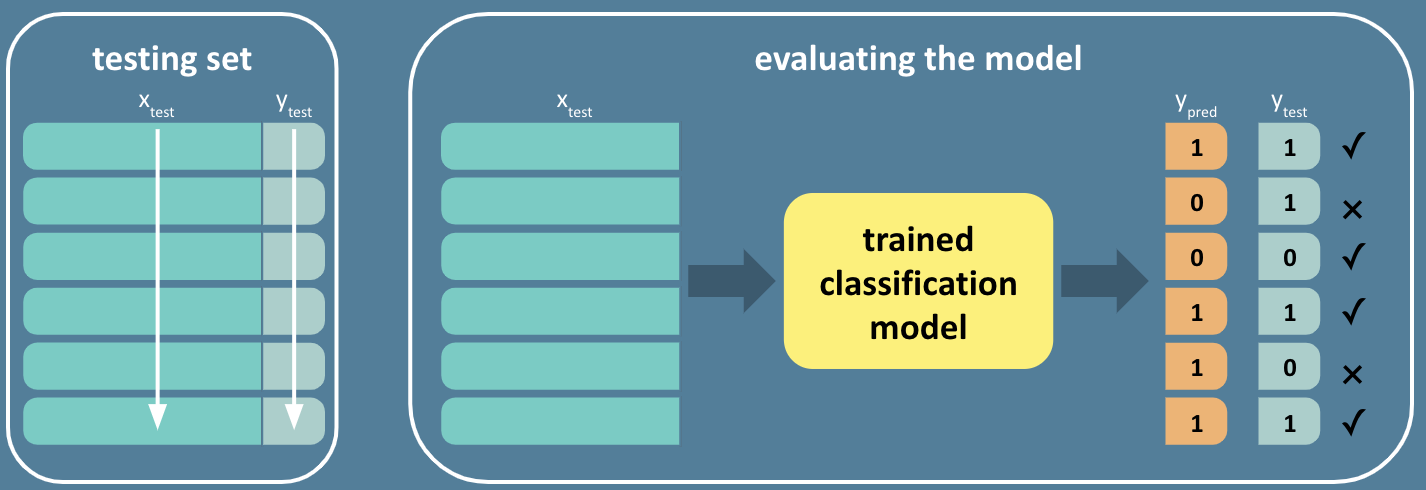 testing set
x_test y_test
evaluating the model
x_test y_pred y_test
1 1 ✓
0 1 ×
0 0 ✓
trained
classification
model
1 1 ✓
1 0 ×
1 1 ✓